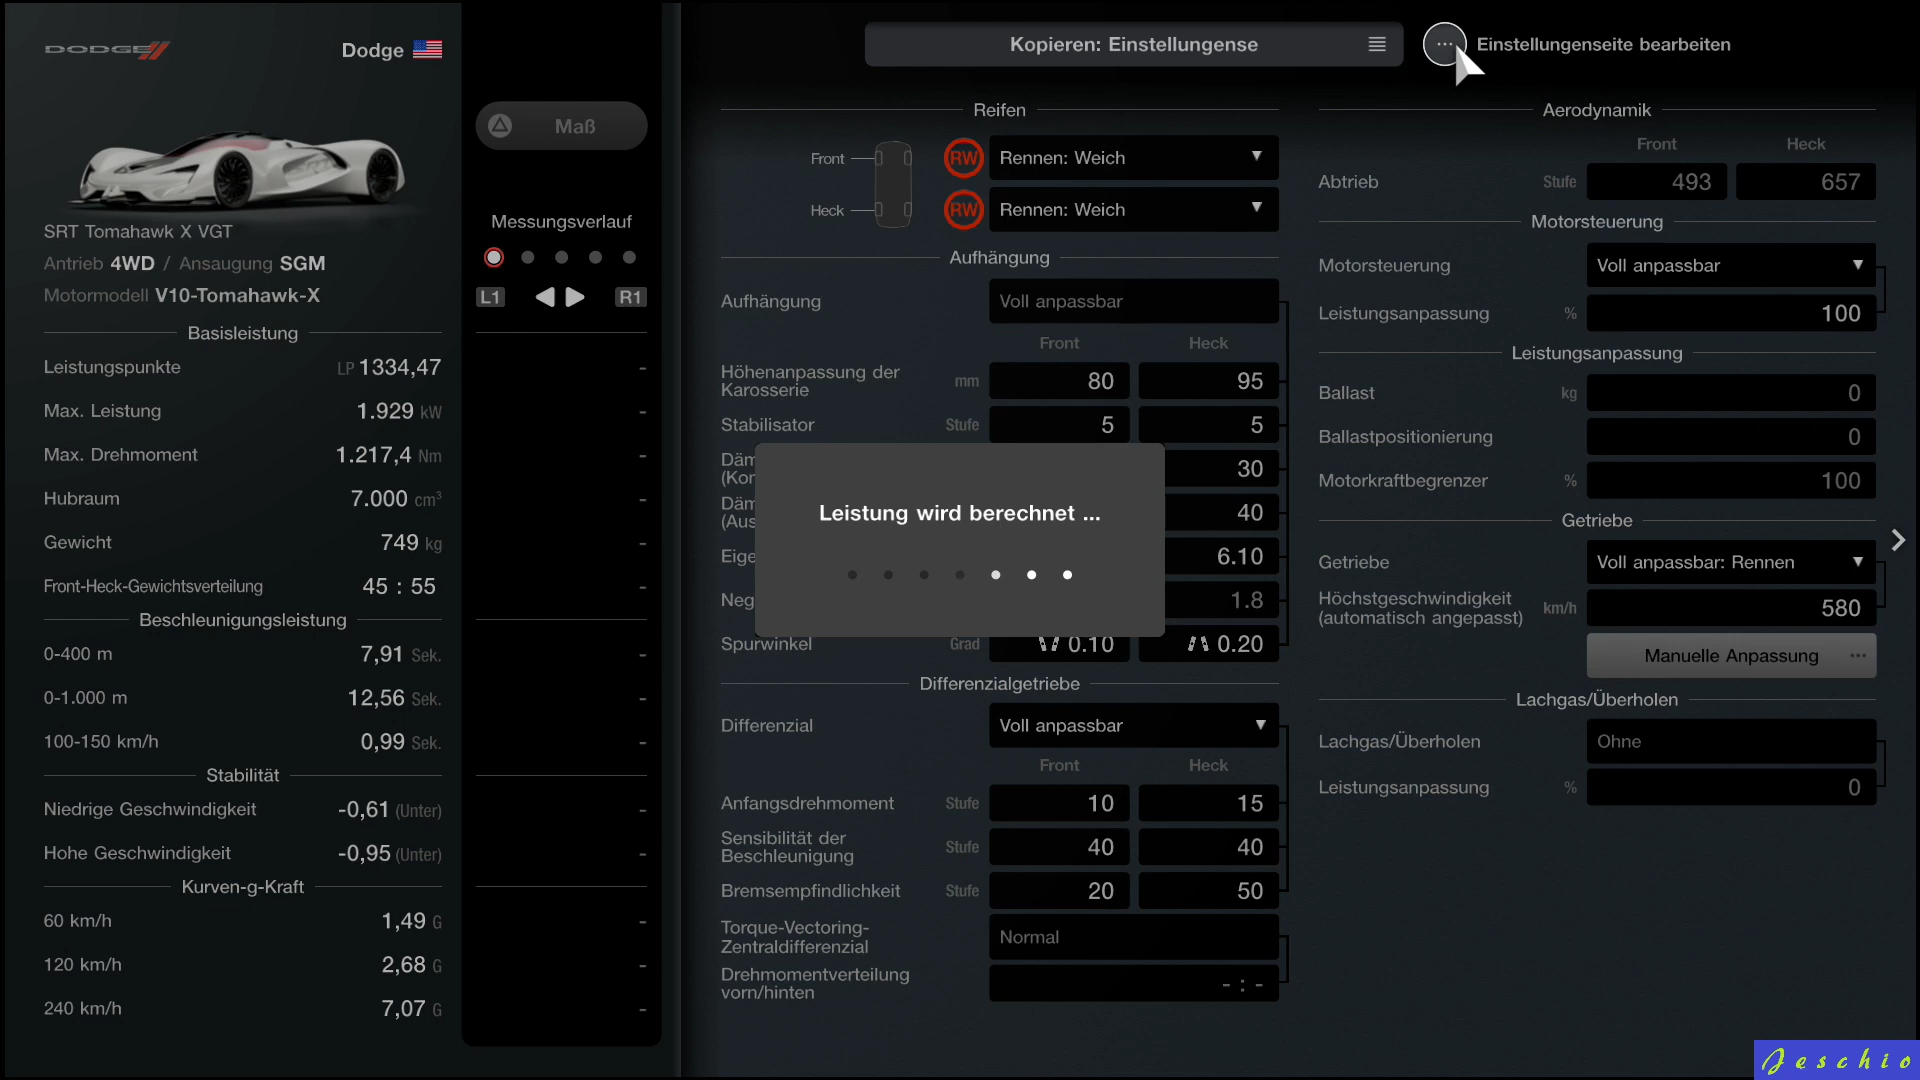 DODGE
Dodge
SRT Tomahawk X VGT
Antrieb 4WD / Ansaugung SGM
Motormodell V10-Tomahawk-X
Basisleistung
Leistungspunkte LP 1334,47
Max. Leistung 1.929 kW
Max. Drehmoment 1.217,4 Nm
Hubraum 7.000 cm³
Gewicht 749 kg
Front-Heck-Gewichtsverteilung 45 : 55
Beschleunigungsleistung
0-400 m 7,91 Sek.
0-1.000 m 12,56 Sek.
100-150 km/h 0,99 Sek.
Stabilität
Niedrige Geschwindigkeit -0,61 (Unter)
Hohe Geschwindigkeit -0,95 (Unter)
Kurven-g-Kraft
60 km/h 1,49 G
120 km/h 2,68 G
240 km/h 7,07 G
Maß
Messungsverlauf
L1 R1
-
-
-
-
-
-
-
-
-
-
-
-
-
-
Kopieren: Einstellungense
Einstellungenseite bearbeiten
Reifen
Front RW Rennen: Weich
Heck RW Rennen: Weich
Aufhängung
Aufhängung Voll anpassbar
Front Heck
Höhenanpassung der
Karosserie mm 80 95
Stabilisator Stufe 5 5
Däm
(Kor 30
Däm
(Aus 40
Eige 6.10
Neg 1.8
Spurwinkel Grad 0.10 0.20
Leistung wird berechnet ...
Differenzialgetriebe
Differenzial Voll anpassbar
Front Heck
Anfangsdrehmoment Stufe 10 15
Sensibilität der
Beschleunigung Stufe 40 40
Bremsempfindlichkeit Stufe 20 50
Torque-Vectoring-
Zentraldifferenzial Normal
Drehmomentverteilung
vorn/hinten - : -
Aerodynamik
Front Heck
Abtrieb Stufe 493 657
Motorsteuerung
Motorsteuerung Voll anpassbar
Leistungsanpassung % 100
Leistungsanpassung
Ballast kg 0
Ballastpositionierung 0
Motorkraftbegrenzer % 100
Getriebe
Getriebe Voll anpassbar: Rennen
Höchstgeschwindigkeit
(automatisch angepasst) km/h 580
Manuelle Anpassung ...
Lachgas/Überholen
Lachgas/Überholen Ohne
Leistungsanpassung % 0
Jeschio